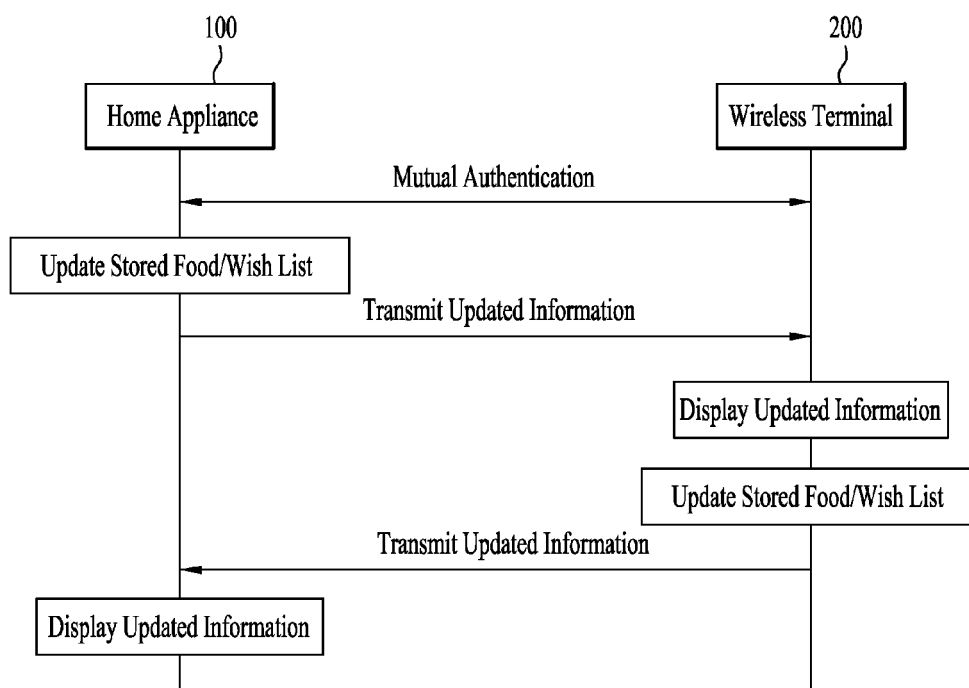 100
200
Home Appliance
Wireless Terminal
Mutual Authentication
Update Stored Food/Wish List
Transmit Updated Information
Display Updated Information
Update Stored Food/Wish List
Transmit Updated Information
Display Updated Information